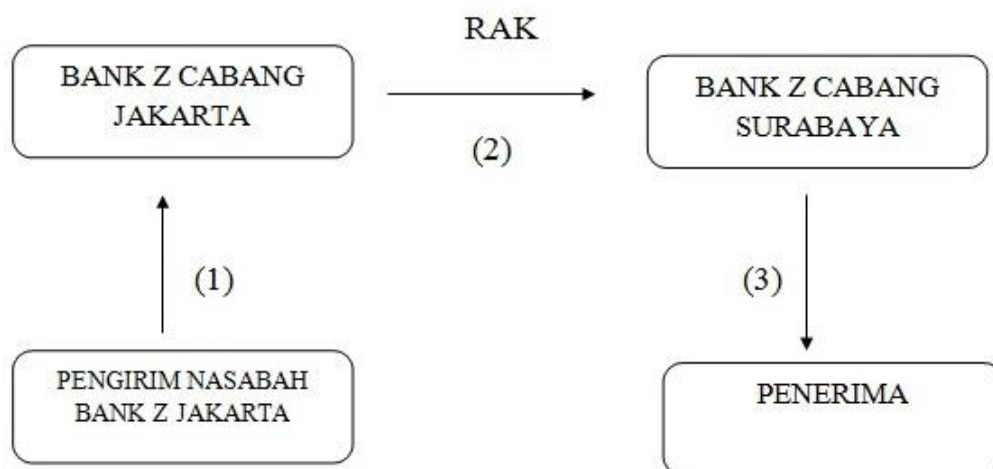 RAK
BANK Z CABANG
JAKARTA
BANK Z CABANG
SURABAYA
(2)
(1)
(3)
PENGIRIM NASABAH
BANK Z JAKARTA
PENERIMA